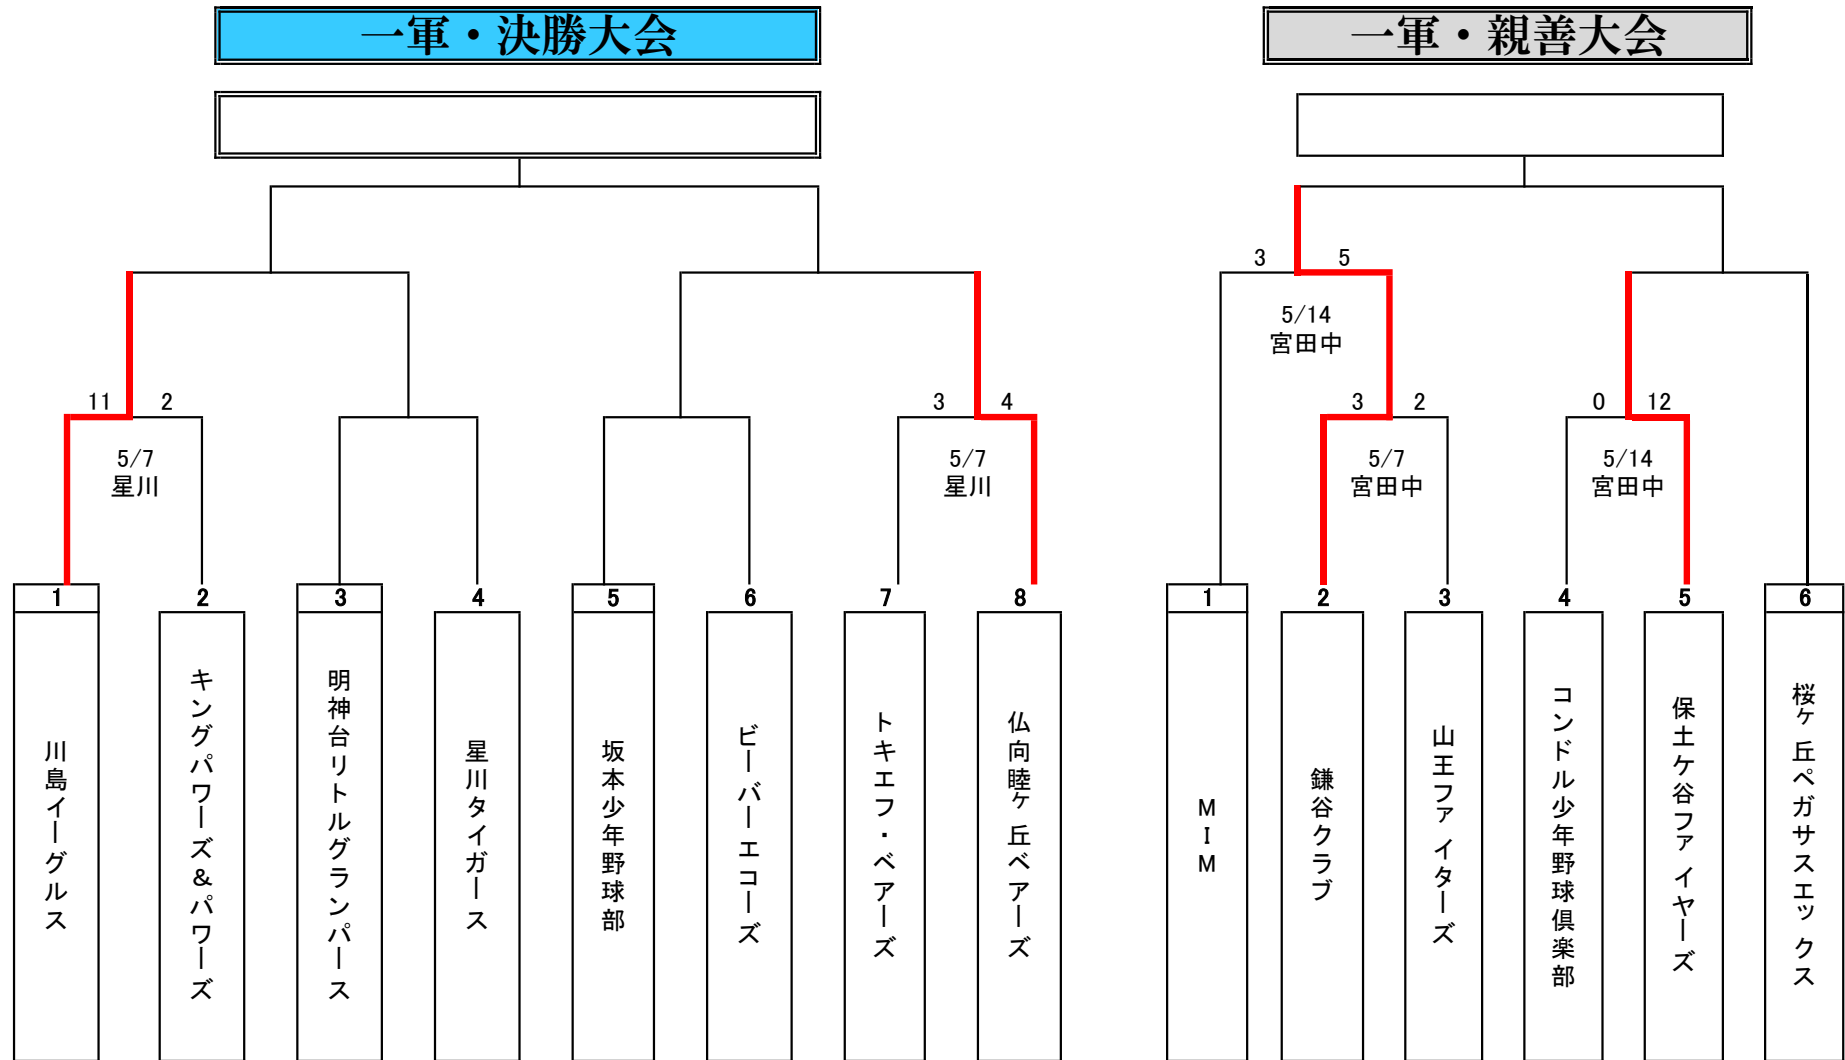 一軍・決勝大会
一軍・親善大会
3 5
5/14
宮田中
11 2
3 4
3 2
0 12
5/7
星川
5/7
星川
5/7
宮田中
5/14
宮田中
1 2 3 4 5 6 7 8
1 2 3 4 5 6
川島イーグルス
キングパワーズ&パワーズ
明神台リトルグランパース
星川タイガース
坂本少年野球部
ビーバーエコーズ
トキエフ・ベアーズ
仏向睦ヶ丘ベアーズ
MIM
鎌谷クラブ
山王ファイターズ
コンドル少年野球倶楽部
保土ケ谷ファイヤーズ
桜ヶ丘ペガサスエックス